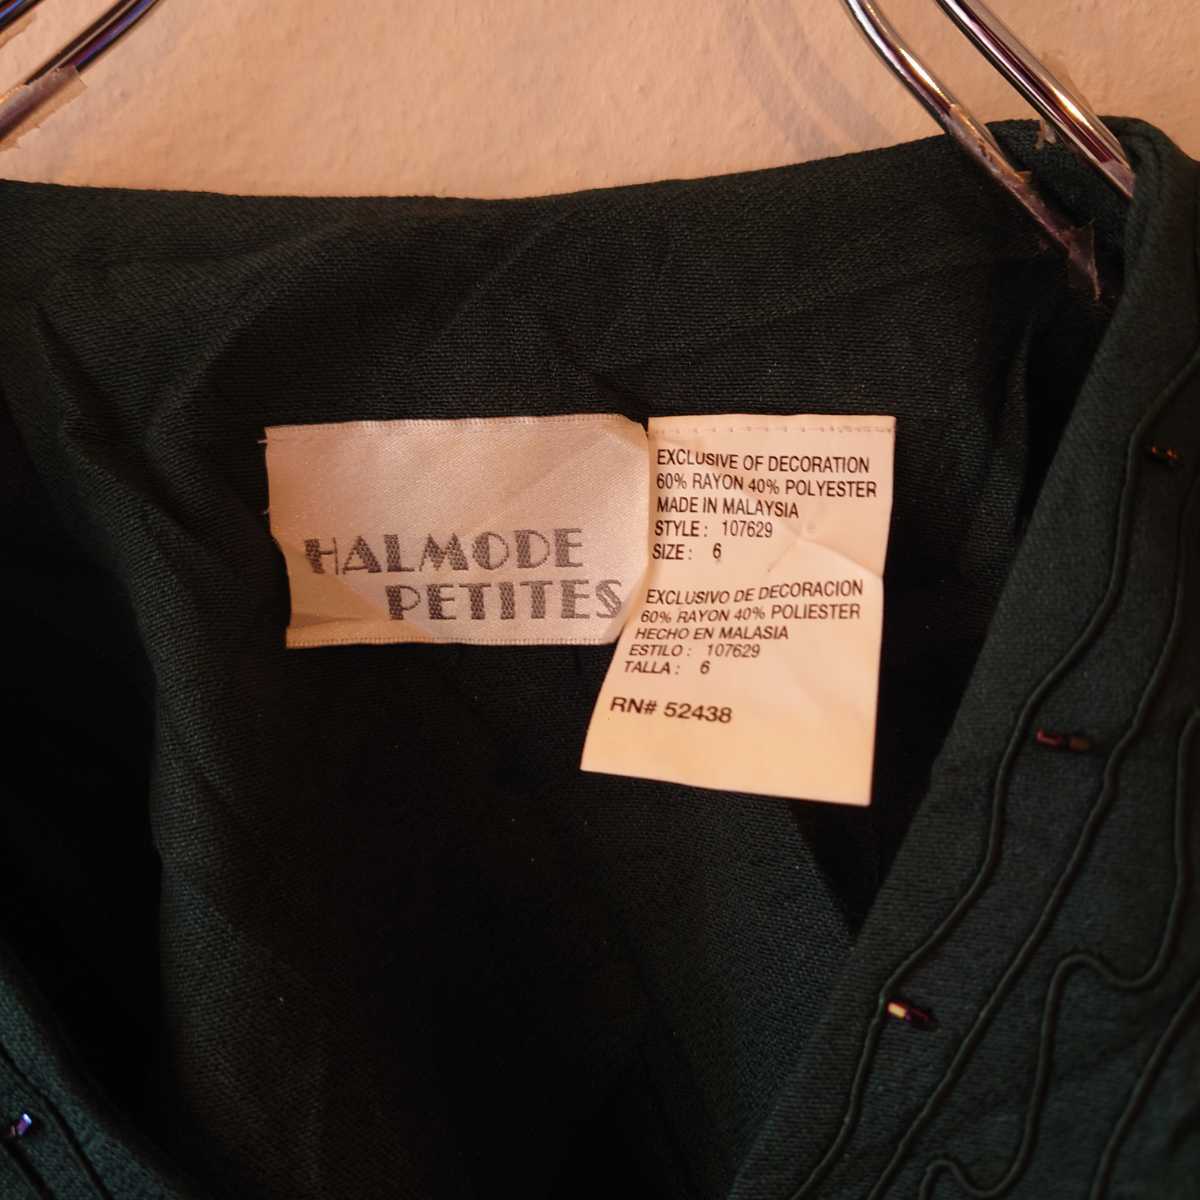 HALMODE
PETITES
EXCLUSIVE OF DECORATION
60% RAYON 40% POLYESTER
MADE IN MALAYSIA
STYLE: 107629
SIZE: 6
EXCLUSIVO DE DECORACION
60% RAYON 40% POLIESTER
HECHO EN MALASIA
ESTILO: 107629
TALLA: 6
RN# 52438